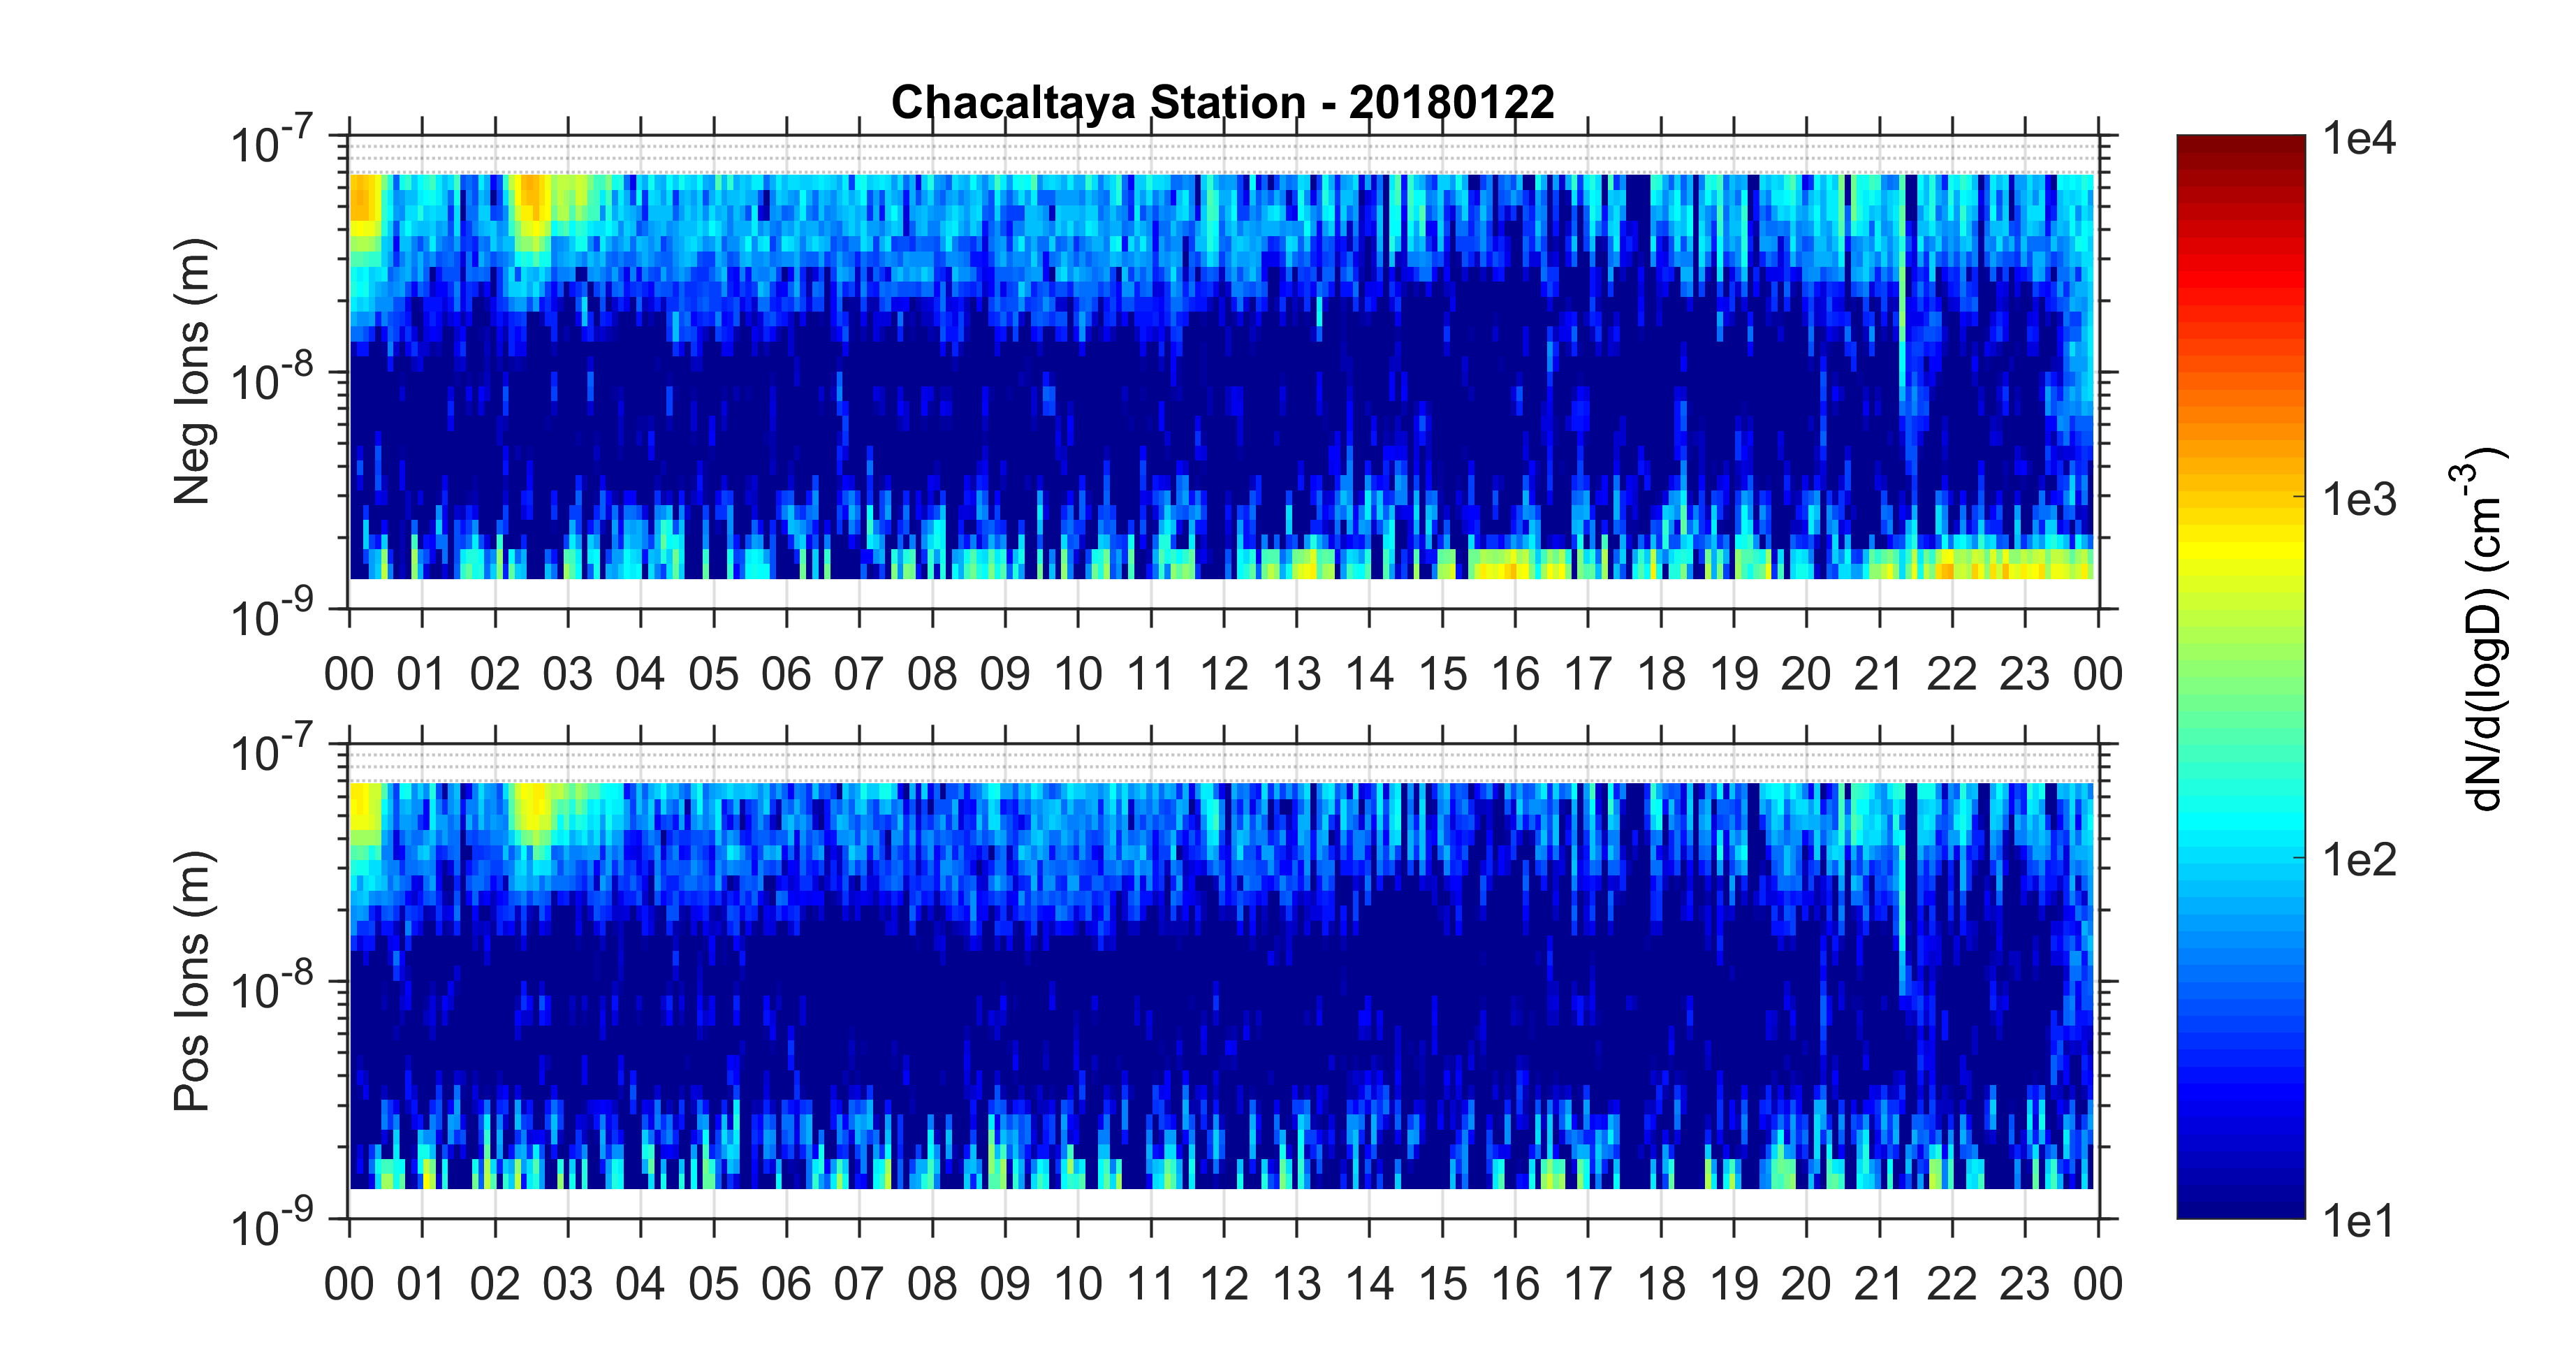 Chacaltaya Station - 20180122
10-7
10-8
10-9
Neg Ions (m)
00 01 02 03 04 05 06 07 08 09 10 11 12 13 14 15 16 17 18 19 20 21 22 23 00
10-7
10-8
10-9
Pos Ions (m)
00 01 02 03 04 05 06 07 08 09 10 11 12 13 14 15 16 17 18 19 20 21 22 23 00
1e4
1e3
1e2
1e1
dN/d(logD) (cm-3)